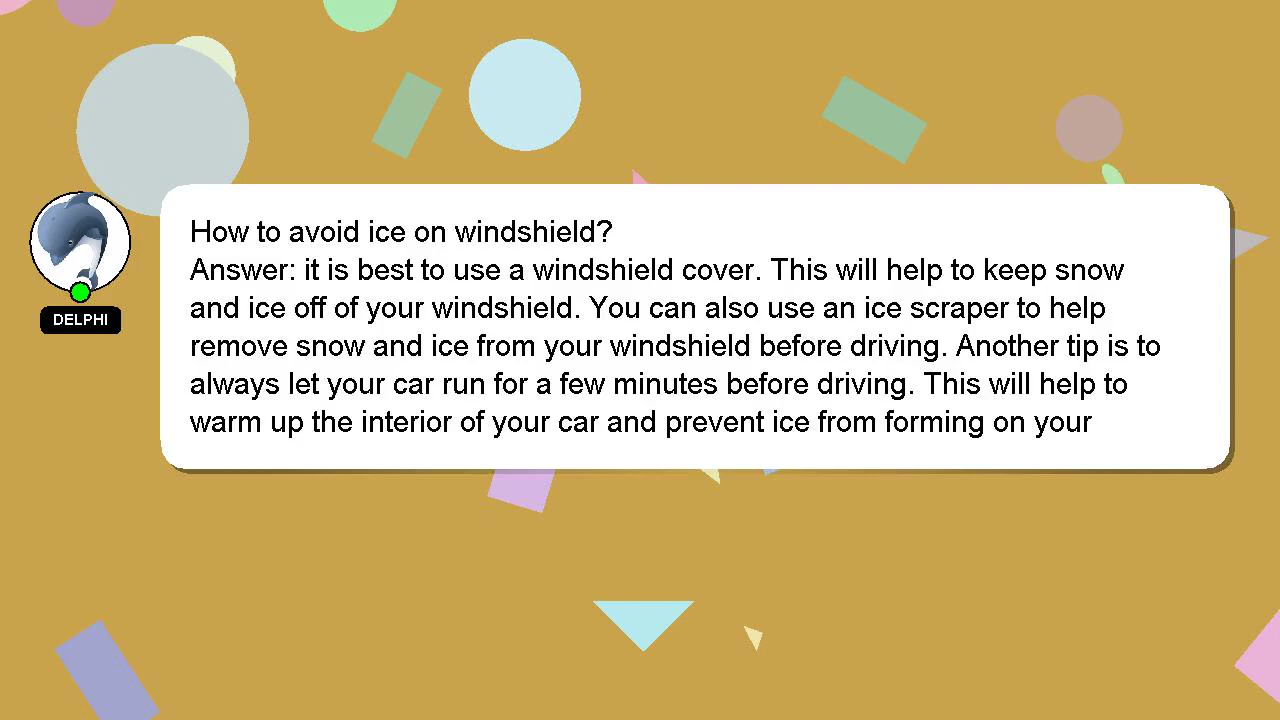 How to avoid ice on windshield?
Answer: it is best to use a windshield cover. This will help to keep snow
and ice off of your windshield. You can also use an ice scraper to help
remove snow and ice from your windshield before driving. Another tip is to
always let your car run for a few minutes before driving. This will help to
warm up the interior of your car and prevent ice from forming on your
DELPHI